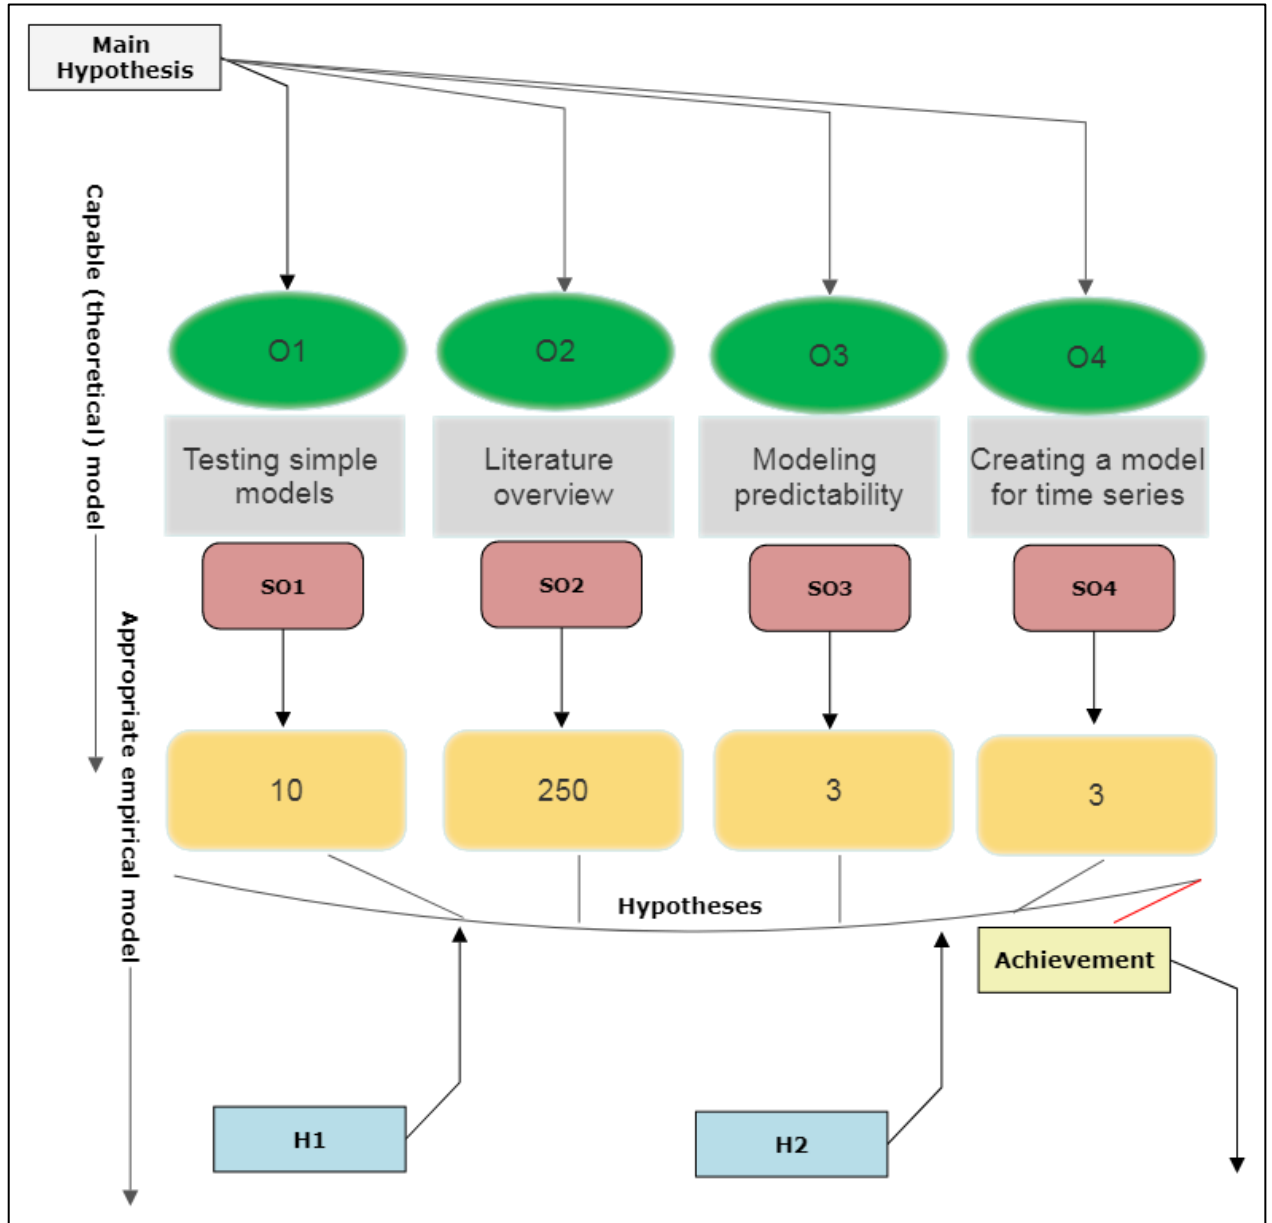 Main
Hypothesis
Capable (theoretical) model
O1
O2
O3
O4
Testing simple
models
Literature
overview
Modeling
predictability
Creating a model
for time series
SO1
SO2
SO3
SO4
Appropriate empirical model
10
250
3
3
Hypotheses
Achievement
H1
H2